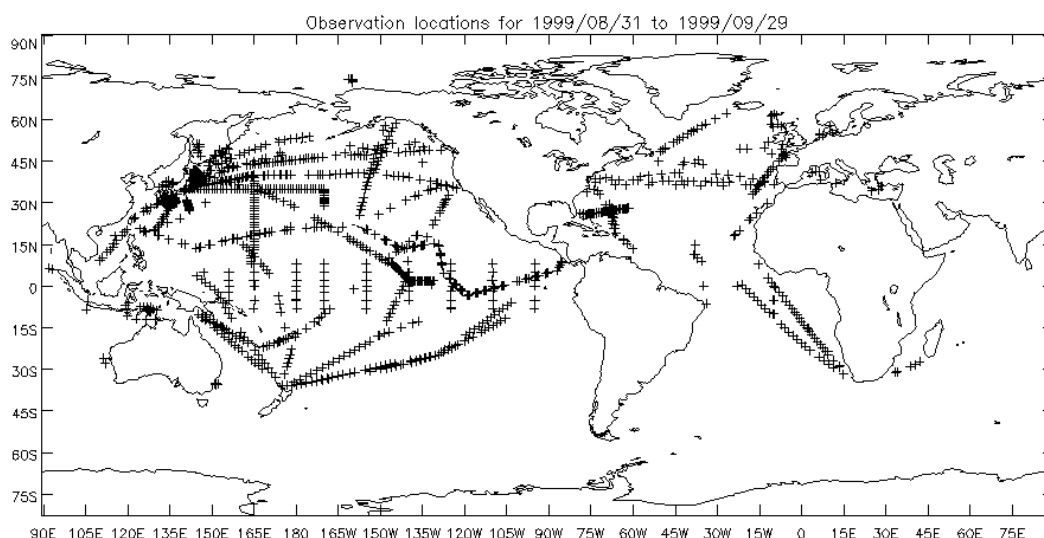 Observation locations for 1999/08/31 to 1999/09/29
90N
75N
60N
45N
30N
15N
0
15S
30S
45S
60S
75S
90E 105E 120E 135E 150E 165E 180 165W 150W 135W 120W 105W 90W 75W 60W 45W 30W 15W 0 15E 30E 45E 60E 75E